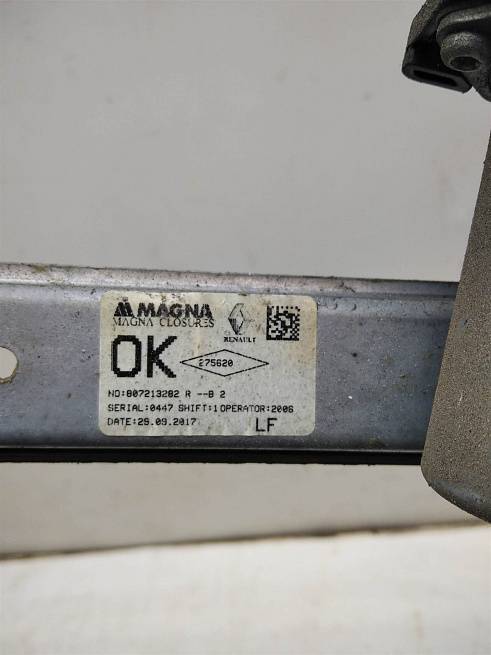 MAGNA
MAGNA CLOSURES
RENAULT
OK
275620
NO:807213282 R --B 2
SERIAL:0447 SHIFT:1 OPERATOR:2006
DATE:29.09.2017
LF